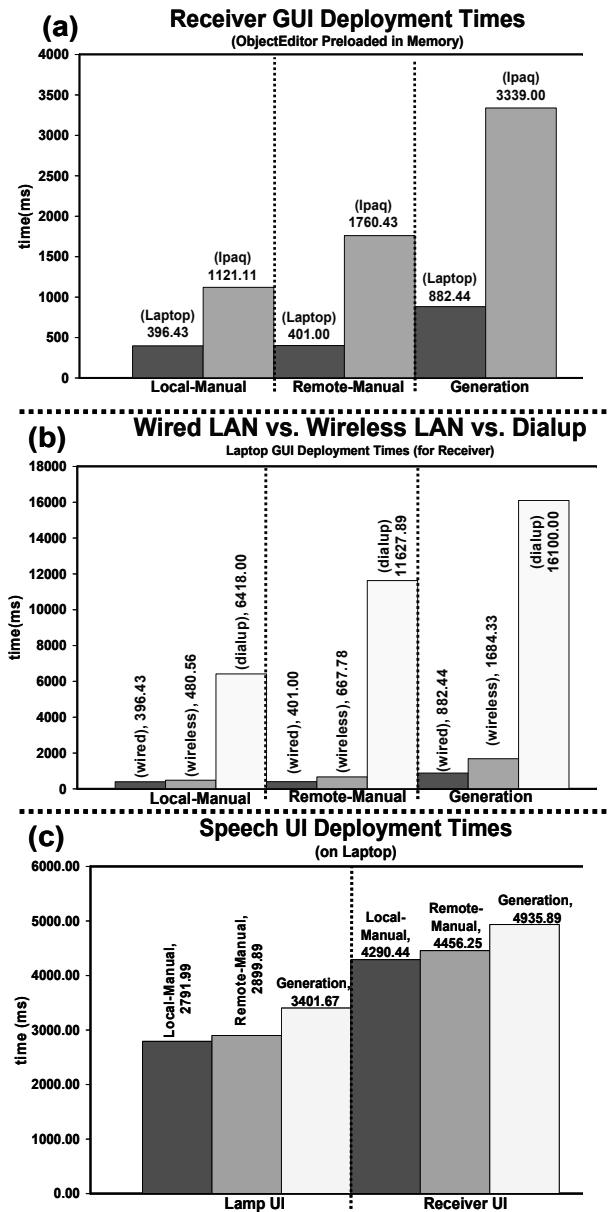 (a)
Receiver GUI Deployment Times
(ObjectEditor Preloaded in Memory)
time(ms)
4000
3500
3000
2500
2000
1500
1000
500
0
(Laptop)
396.43
(Ipaq)
1121.11
(Laptop)
401.00
(Ipaq)
1760.43
(Laptop)
882.44
(Ipaq)
3339.00
Local-Manual
Remote-Manual
Generation
(b)
Wired LAN vs. Wireless LAN vs. Dialup
Laptop GUI Deployment Times (for Receiver)
time(ms)
18000
16000
14000
12000
10000
8000
6000
4000
2000
0
(wired), 396.43
(wireless), 480.56
(dialup), 6418.00
(wired), 401.00
(wireless), 667.78
(dialup)
11627.89
(wired), 882.44
(wireless), 1684.33
(dialup)
16100.00
Local-Manual
Remote-Manual
Generation
(c)
Speech UI Deployment Times
(on Laptop)
time (ms)
6000.00
5000.00
4000.00
3000.00
2000.00
1000.00
0.00
Local-Manual,
2791.99
Remote-Manual,
2899.89
Generation,
3401.67
Local-
Manual,
4290.44
Remote-
Manual,
4456.25
Generation,
4935.89
Lamp UI
Receiver UI